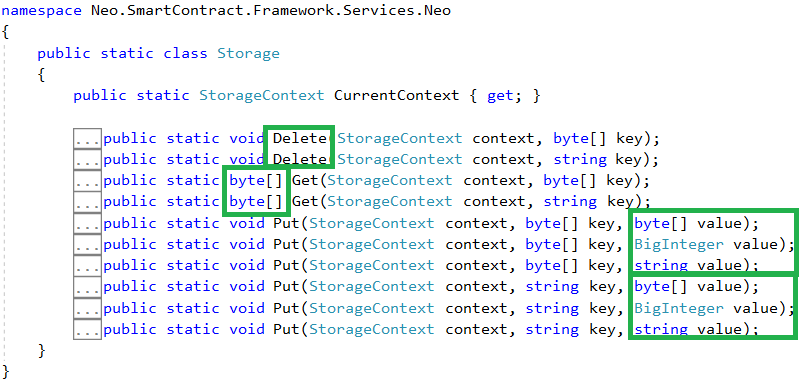 namespace Neo.SmartContract.Framework.Services.Neo
{
public static class Storage
{
public static StorageContext CurrentContext { get; }
...public static void Delete(StorageContext context, byte[] key);
...public static void Delete(StorageContext context, string key);
...public static byte[] Get(StorageContext context, byte[] key);
...public static byte[] Get(StorageContext context, string key);
...public static void Put(StorageContext context, byte[] key, byte[] value);
...public static void Put(StorageContext context, byte[] key, BigInteger value);
...public static void Put(StorageContext context, byte[] key, string value);
...public static void Put(StorageContext context, string key, byte[] value);
...public static void Put(StorageContext context, string key, BigInteger value);
...public static void Put(StorageContext context, string key, string value);
}
}